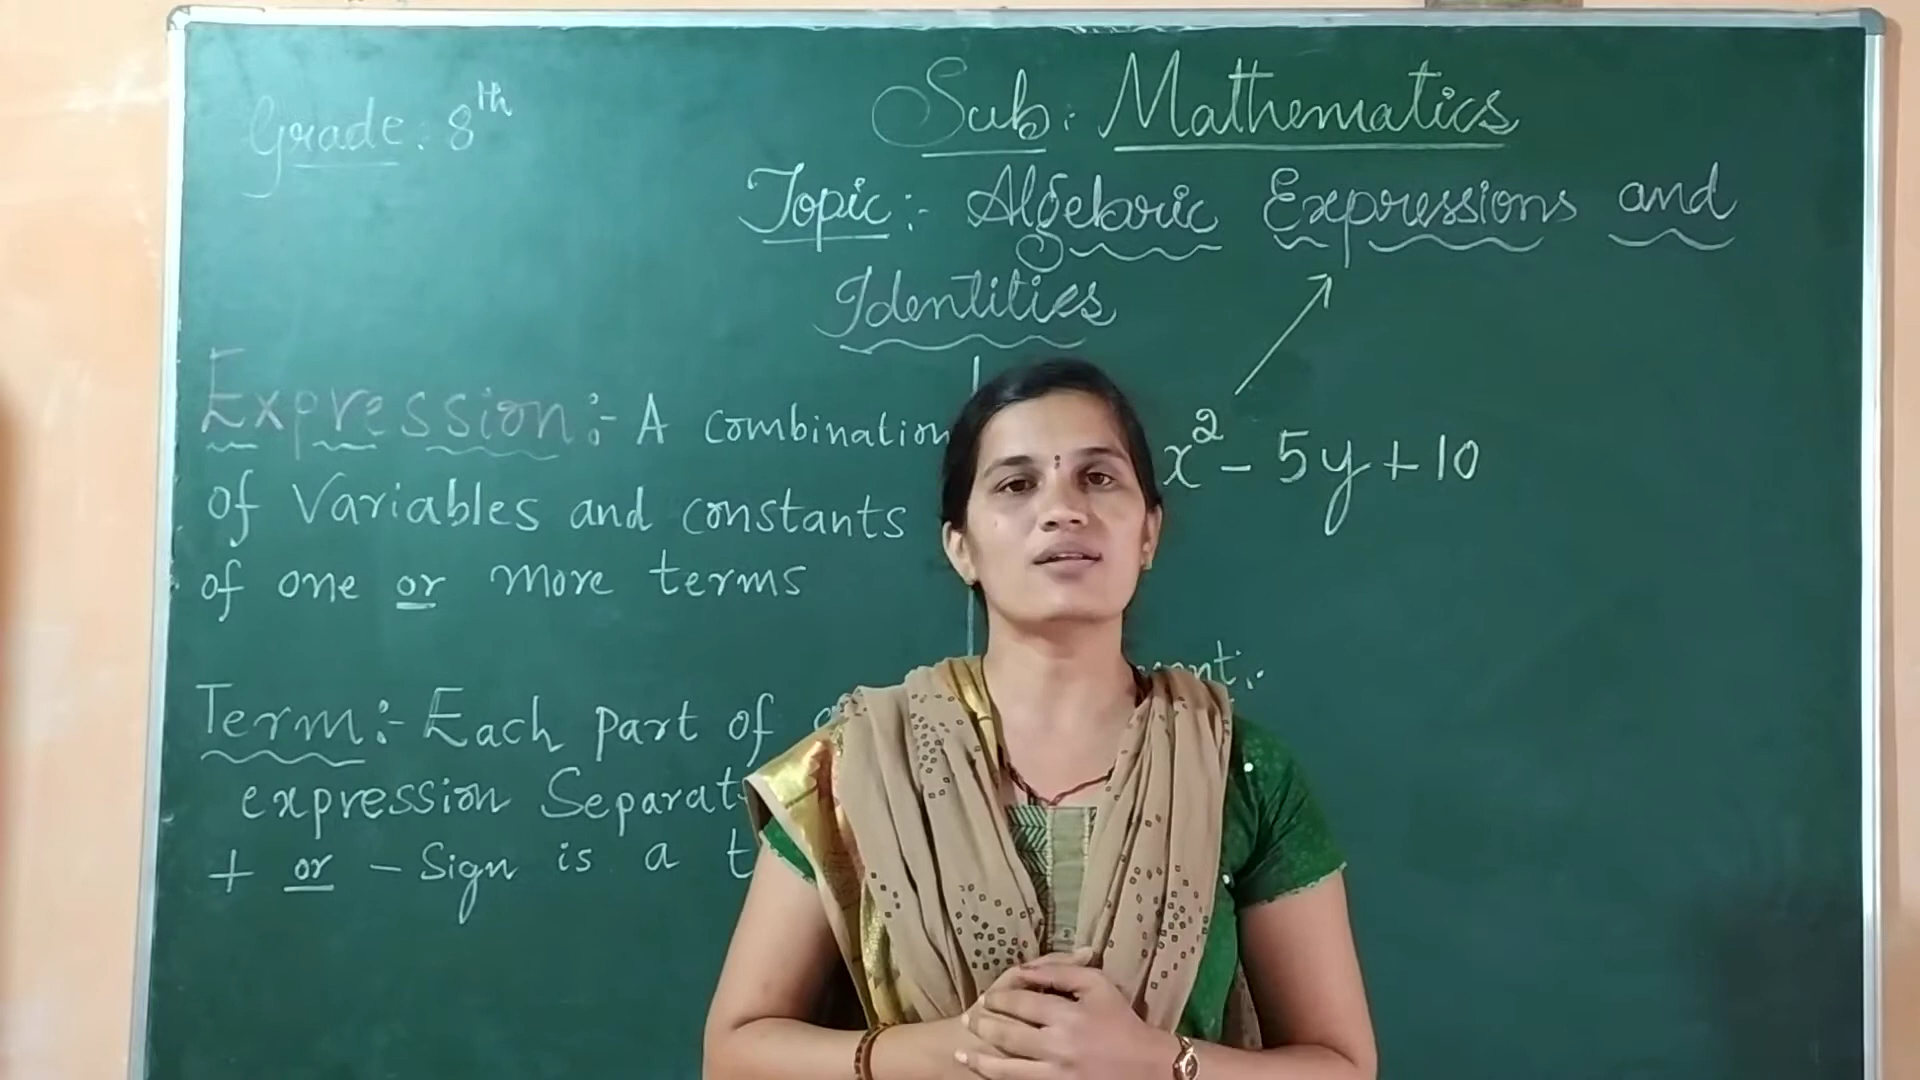 Grade: 8th
Sub: Mathematics
Topic:- Algebraic Expressions and
Identities
Expression:- A combination
of variables and constants
of one or more terms
x² - 5y + 10
Term:- Each part of
expression Separat
+ or - Sign is a t